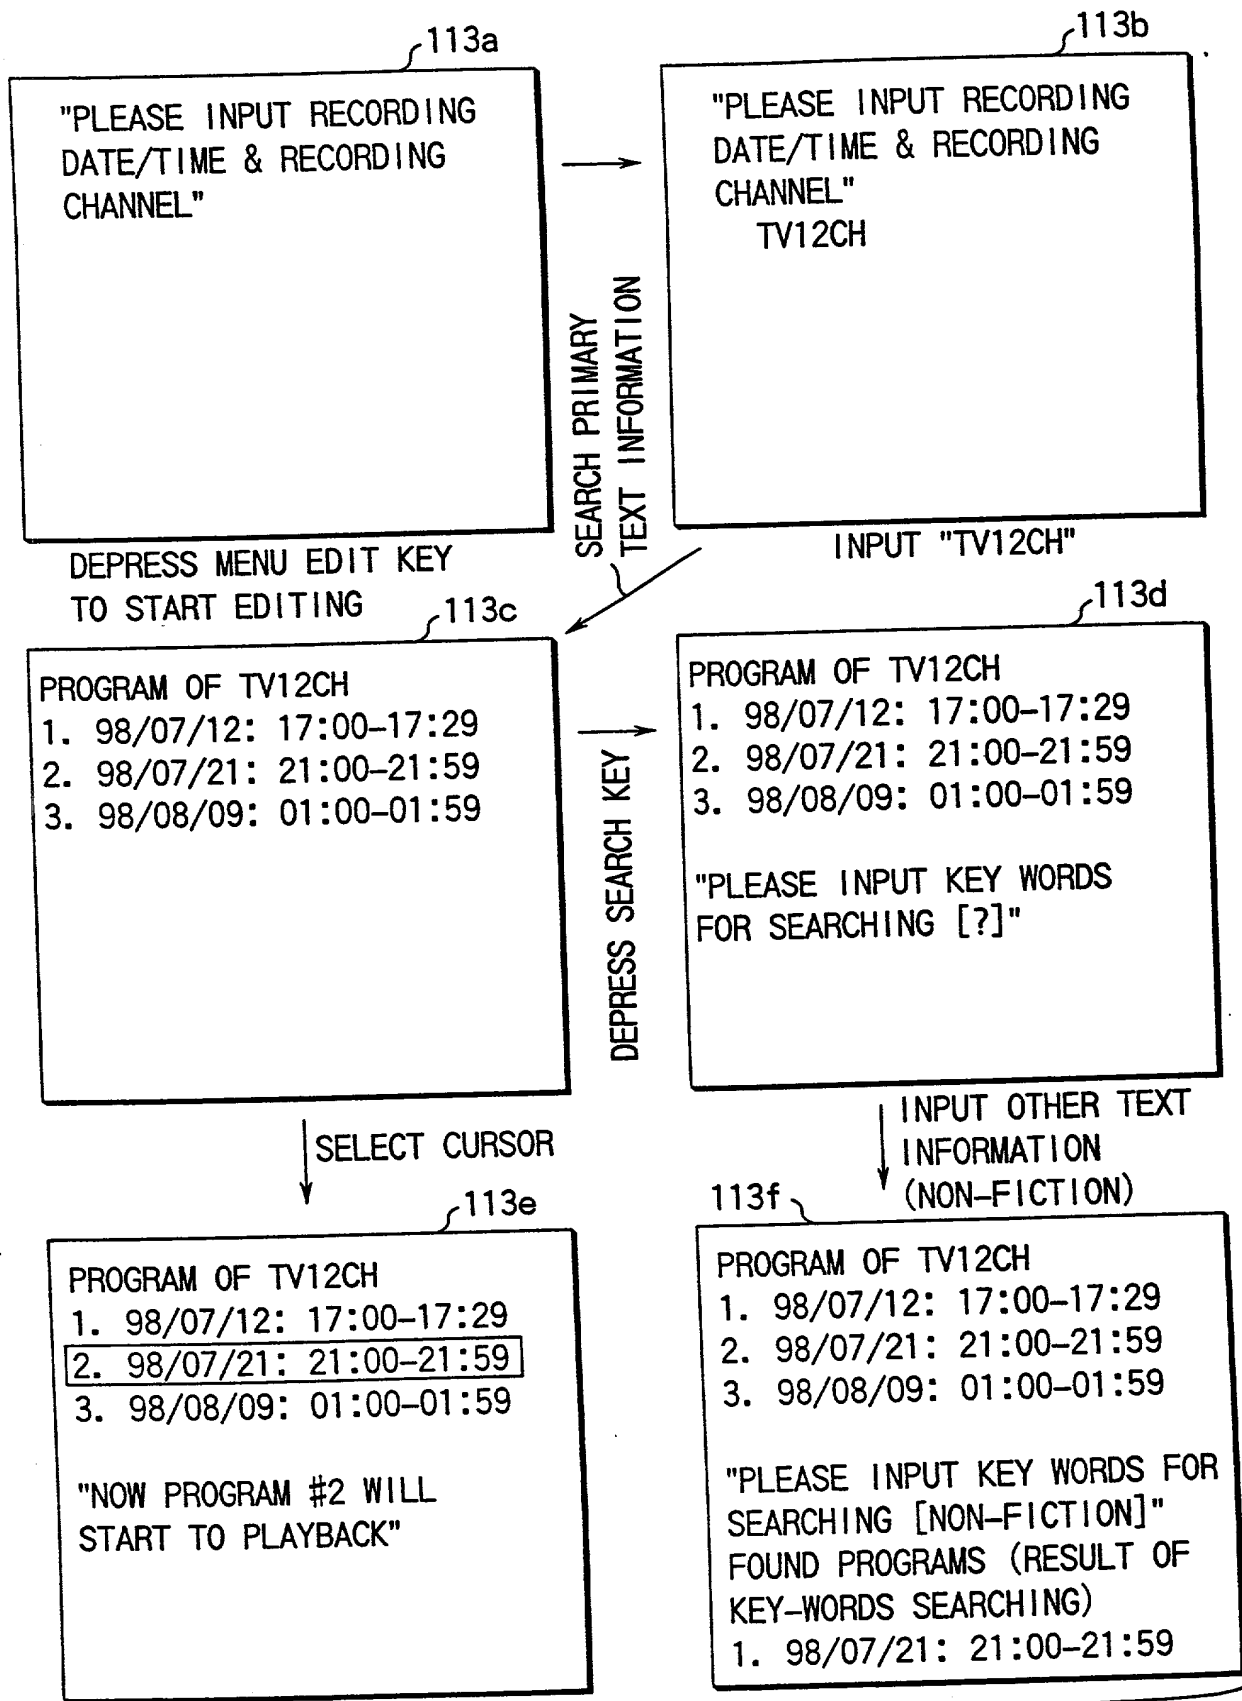 113a
"PLEASE INPUT RECORDING
DATE/TIME & RECORDING
CHANNEL"
DEPRESS MENU EDIT KEY
TO START EDITING
113b
"PLEASE INPUT RECORDING
DATE/TIME & RECORDING
CHANNEL"
TV12CH
INPUT "TV12CH"
SEARCH PRIMARY
TEXT INFORMATION
113c
PROGRAM OF TV12CH
1. 98/07/12: 17:00–17:29
2. 98/07/21: 21:00–21:59
3. 98/08/09: 01:00–01:59
DEPRESS SEARCH KEY
113d
PROGRAM OF TV12CH
1. 98/07/12: 17:00–17:29
2. 98/07/21: 21:00–21:59
3. 98/08/09: 01:00–01:59
"PLEASE INPUT KEY WORDS
FOR SEARCHING [?]"
SELECT CURSOR
INPUT OTHER TEXT
INFORMATION
(NON–FICTION)
113e
PROGRAM OF TV12CH
1. 98/07/12: 17:00–17:29
2. 98/07/21: 21:00–21:59
3. 98/08/09: 01:00–01:59
"NOW PROGRAM #2 WILL
START TO PLAYBACK"
113f
PROGRAM OF TV12CH
1. 98/07/12: 17:00–17:29
2. 98/07/21: 21:00–21:59
3. 98/08/09: 01:00–01:59
"PLEASE INPUT KEY WORDS FOR
SEARCHING [NON–FICTION]"
FOUND PROGRAMS (RESULT OF
KEY–WORDS SEARCHING)
1. 98/07/21: 21:00–21:59